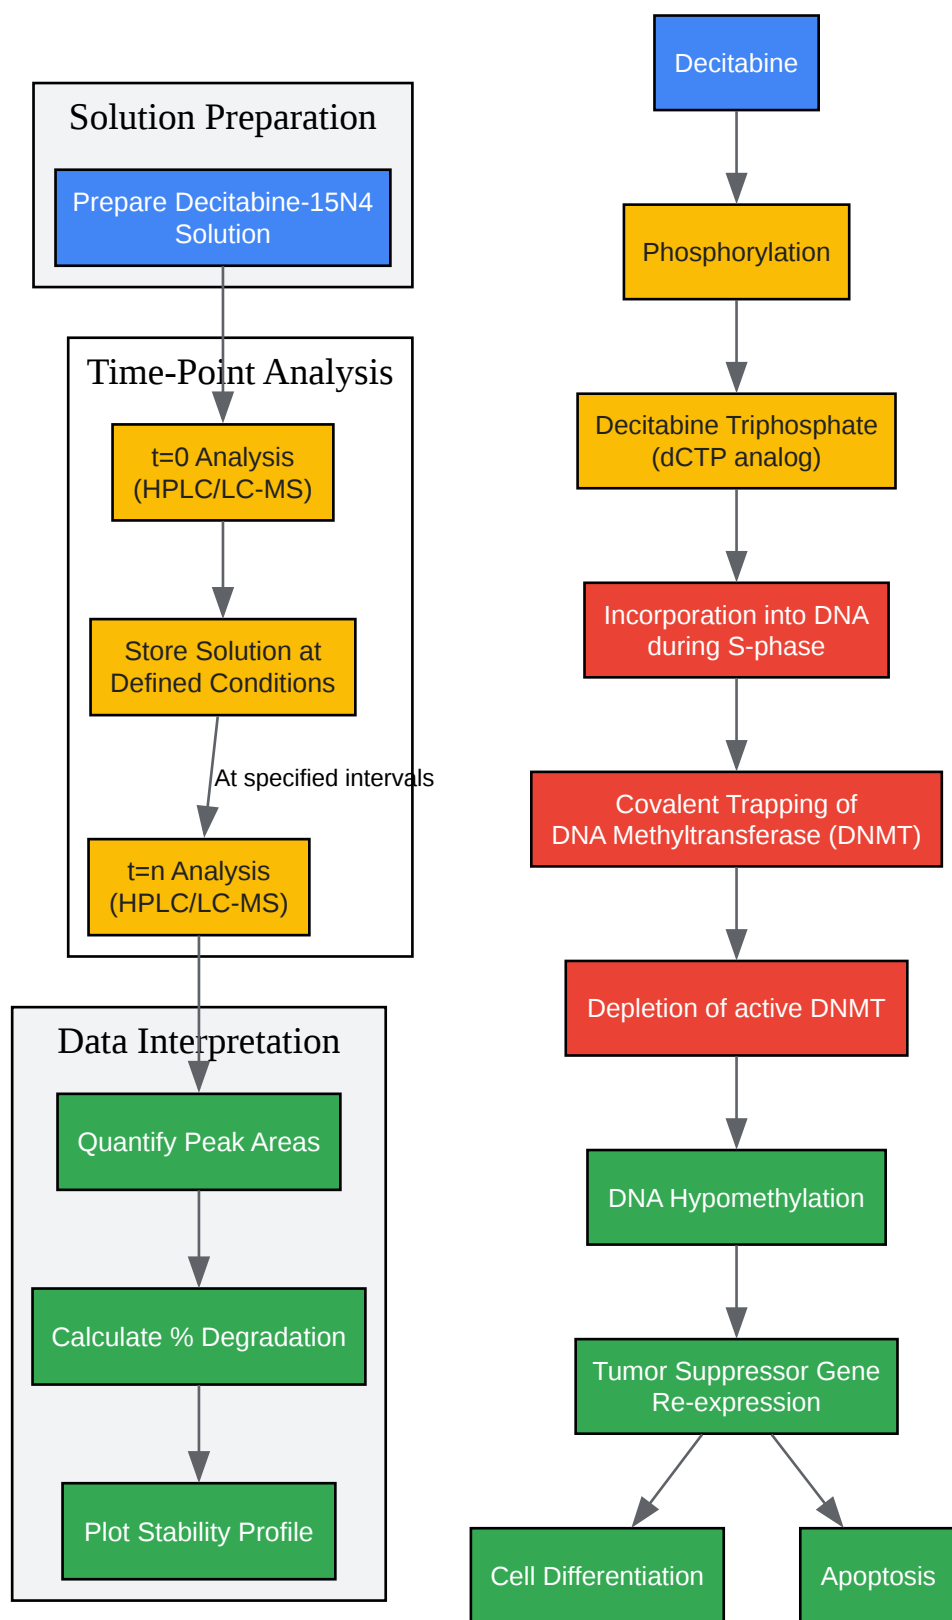 Solution Preparation
Prepare Decitabine-15N4
Solution
Time-Point Analysis
t=0 Analysis
(HPLC/LC-MS)
Store Solution at
Defined Conditions
At specified intervals
t=n Analysis
(HPLC/LC-MS)
Data Interpretation
Quantify Peak Areas
Calculate % Degradation
Plot Stability Profile
Decitabine
Phosphorylation
Decitabine Triphosphate
(dCTP analog)
Incorporation into DNA
during S-phase
Covalent Trapping of
DNA Methyltransferase (DNMT)
Depletion of active DNMT
DNA Hypomethylation
Tumor Suppressor Gene
Re-expression
Cell Differentiation
Apoptosis